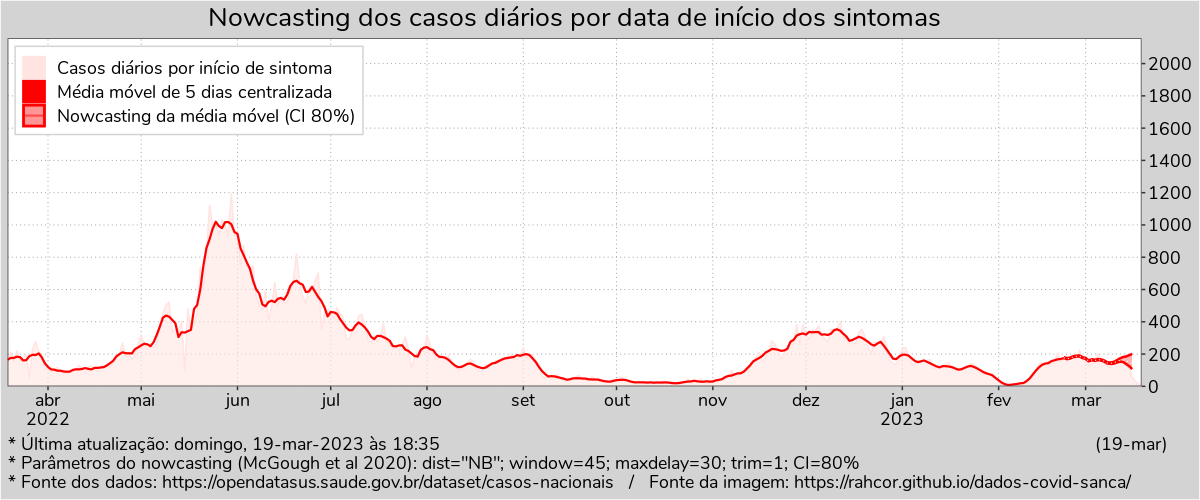 Nowcasting dos casos diários por data de início dos sintomas
Casos diários por início de sintoma
Média móvel de 5 dias centralizada
Nowcasting da média móvel (CI 80%)
2000
1800
1600
1400
1200
1000
800
600
400
200
0
abr mai jun jul ago set out nov dez jan fev mar
2022 2023
* Última atualização: domingo, 19-mar-2023 às 18:35 (19-mar)
* Parâmetros do nowcasting (McGough et al 2020): dist="NB"; window=45; maxdelay=30; trim=1; CI=80%
* Fonte dos dados: https://opendatasus.saude.gov.br/dataset/casos-nacionais / Fonte da imagem: https://rahcor.github.io/dados-covid-sanca/